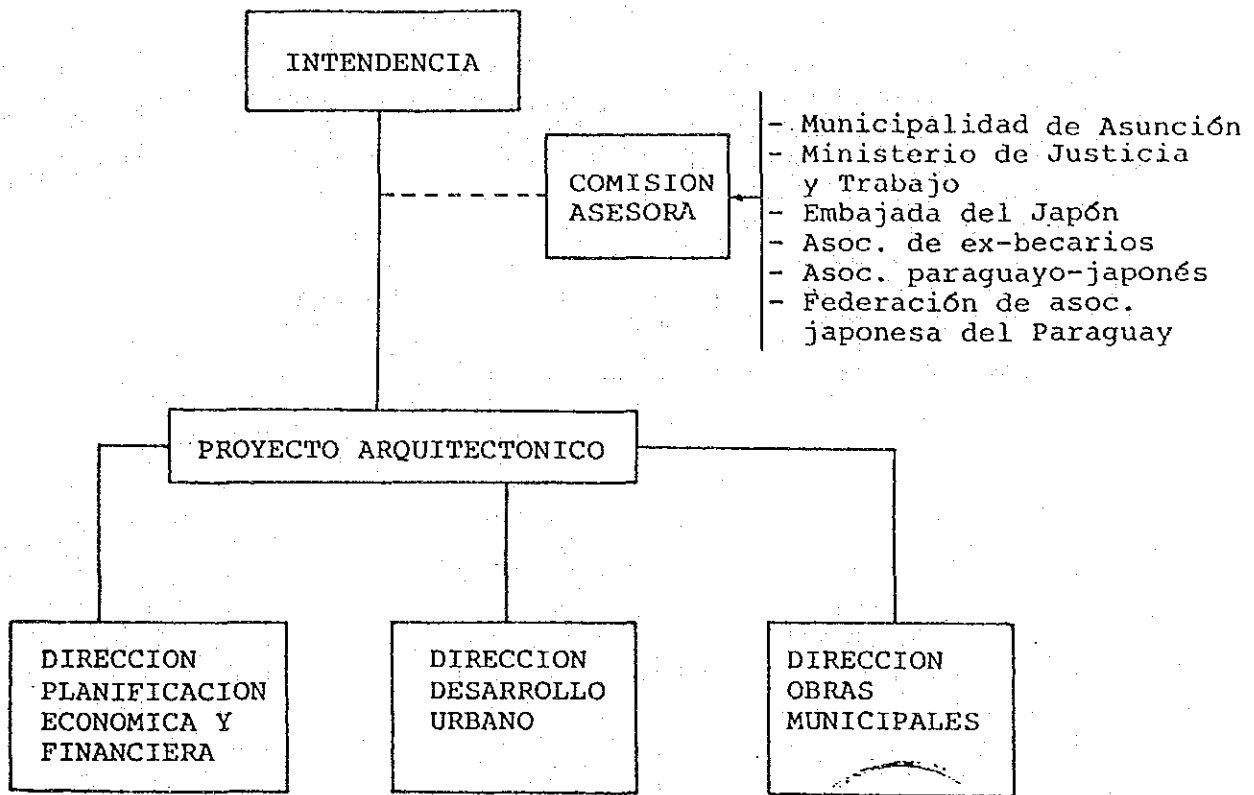 INTENDENCIA
COMISION
ASESORA
- Municipalidad de Asunción
- Ministerio de Justicia
y Trabajo
- Embajada del Japón
- Asoc. de ex-becarios
- Asoc. paraguayo-japonés
- Federación de asoc.
japonesa del Paraguay
PROYECTO ARQUITECTONICO
DIRECCION
PLANIFICACION
ECONOMICA Y
FINANCIERA
DIRECCION
DESARROLLO
URBANO
DIRECCION
OBRAS
MUNICIPALES